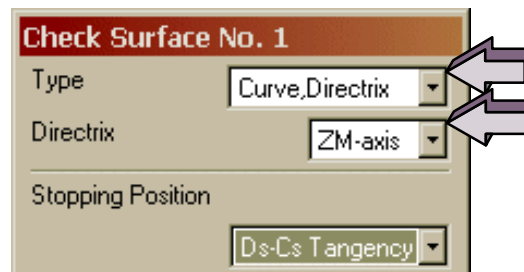 Check Surface No. 1
Type Curve,Directrix
Directrix ZM-axis
Stopping Position
Ds-Cs Tangency